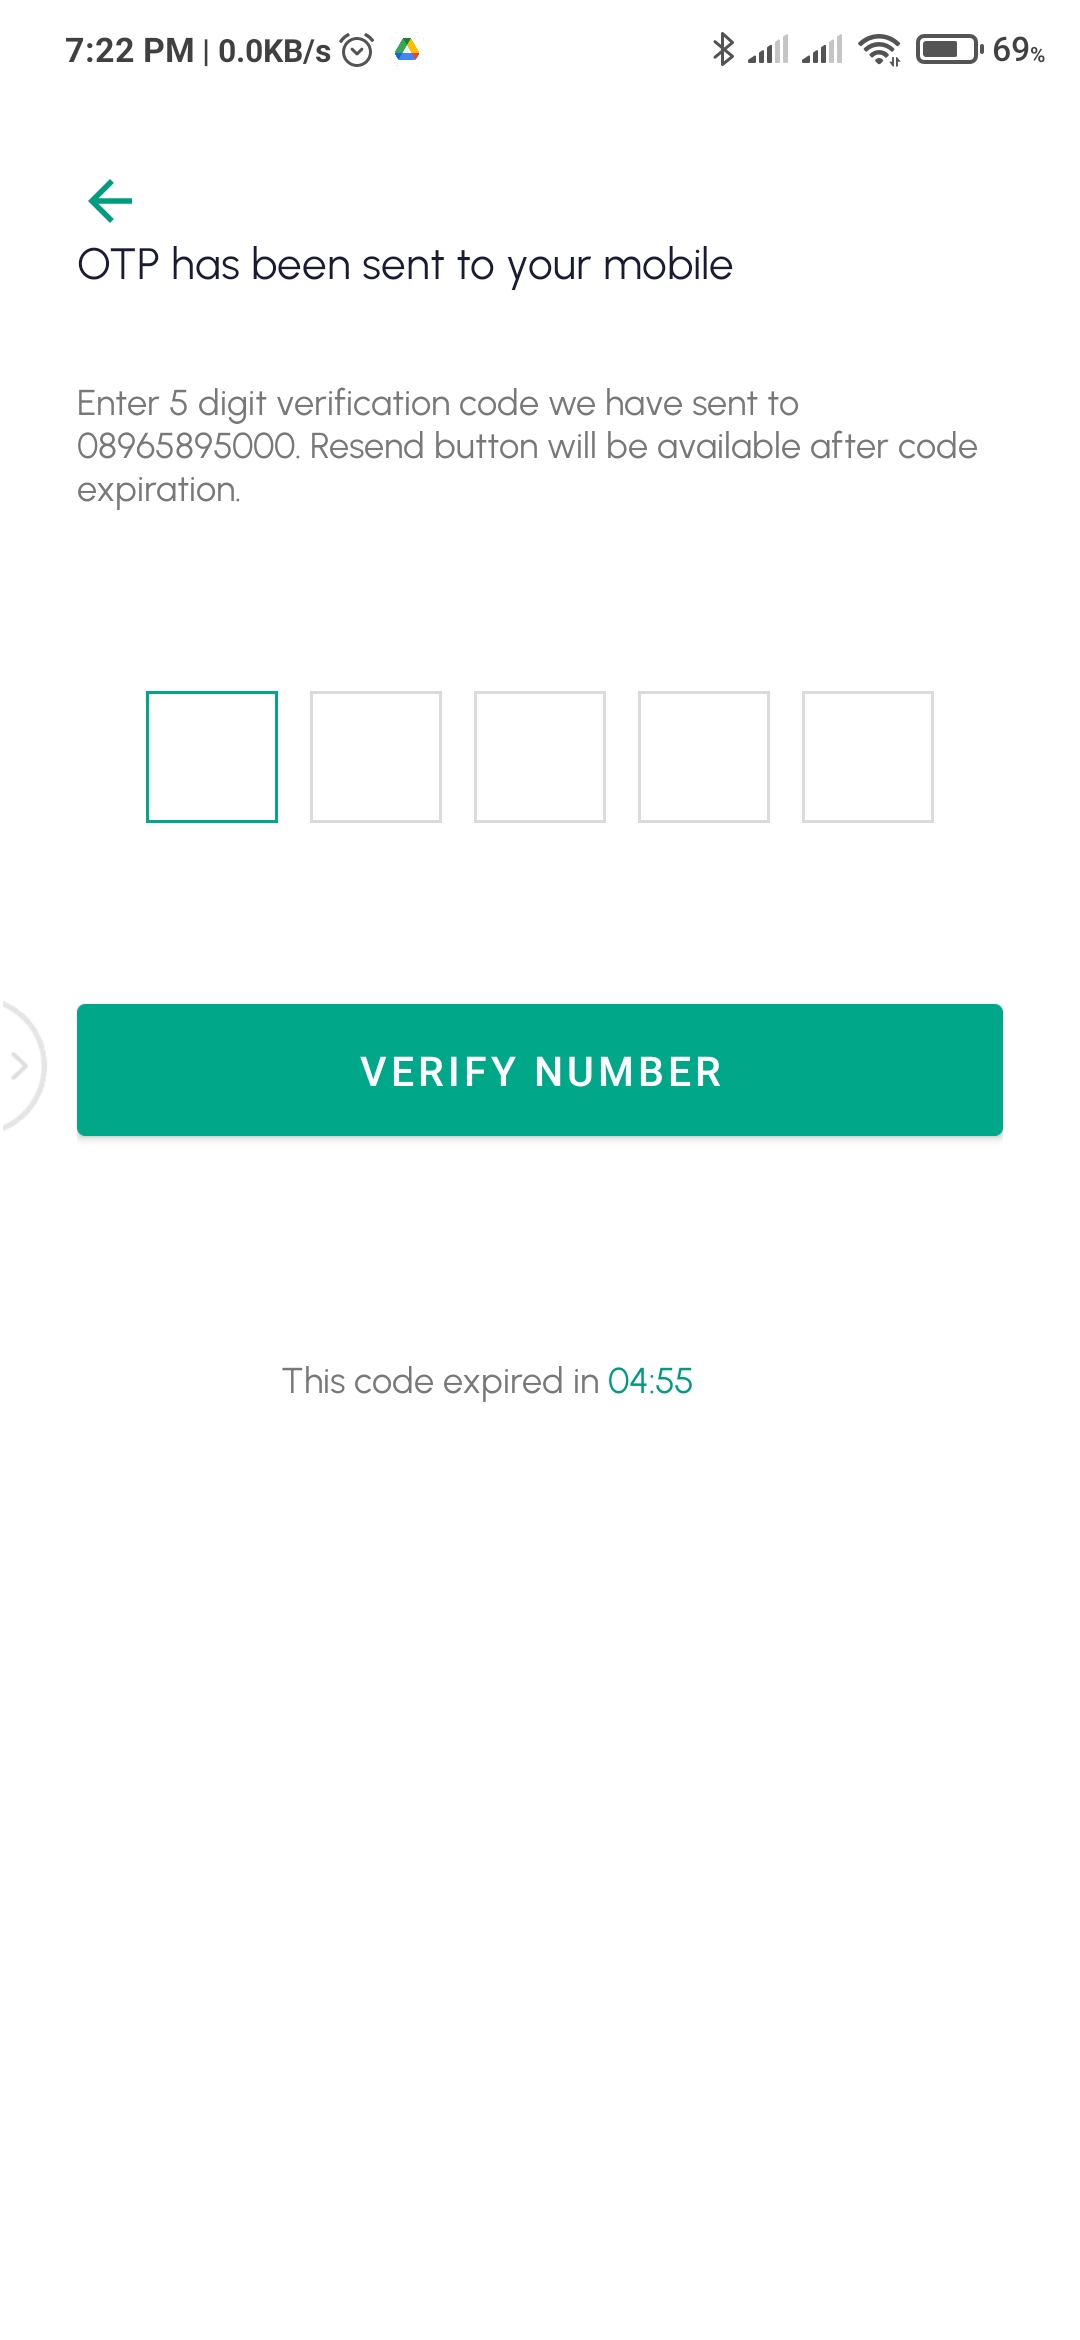 7:22 PM | 0.0KB/s 69%
OTP has been sent to your mobile
Enter 5 digit verification code we have sent to
08965895000. Resend button will be available after code
expiration.
VERIFY NUMBER
This code expired in 04:55